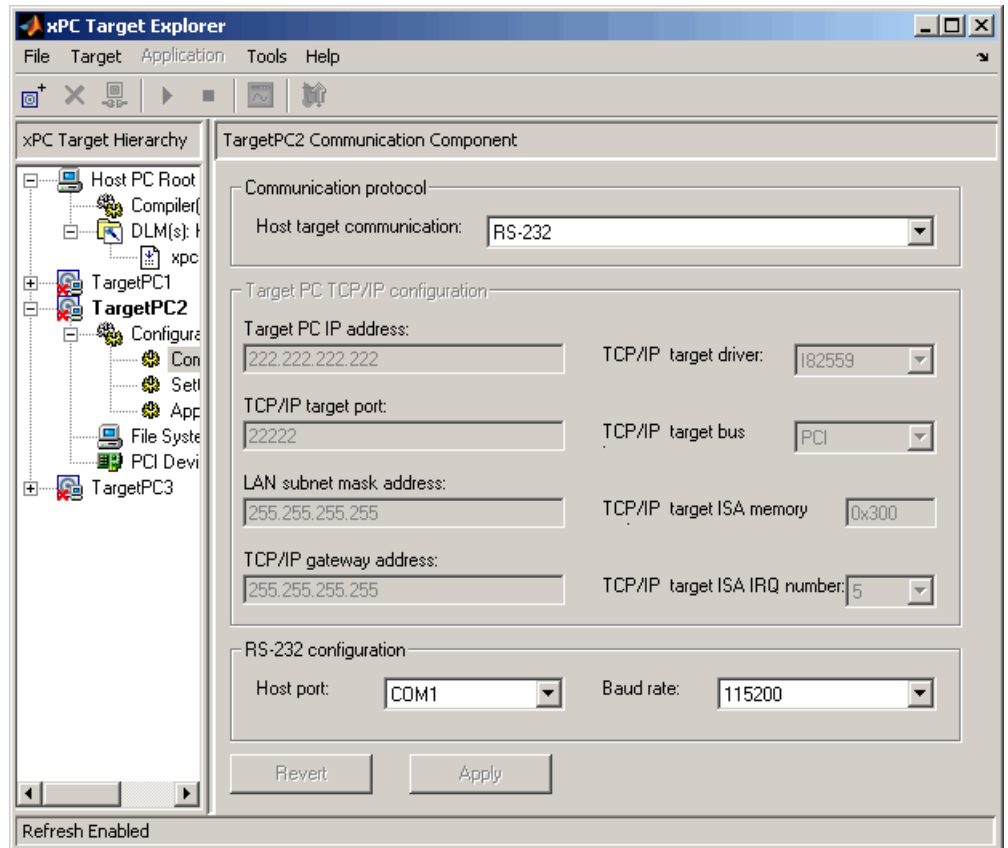 xPC Target Explorer
File Target Application Tools Help
xPC Target Hierarchy
Host PC Root
Compiler(
DLM(s): H
xpc
TargetPC1
TargetPC2
Configura
Con
Sett
App
File Syste
PCI Devi
TargetPC3
TargetPC2 Communication Component
Communication protocol
Host target communication: RS-232
Target PC TCP/IP configuration
Target PC IP address:
222.222.222.222
TCP/IP target driver: I82559
TCP/IP target port:
22222
TCP/IP target bus PCI
LAN subnet mask address:
255.255.255.255
TCP/IP target ISA memory 0x300
TCP/IP gateway address:
255.255.255.255
TCP/IP target ISA IRQ number: 5
RS-232 configuration
Host port: COM1 Baud rate: 115200
Revert Apply
Refresh Enabled